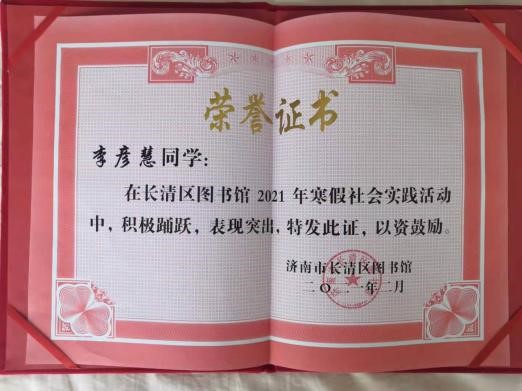 荣誉证书
李彦慧同学:
在长清区图书馆 2021 年寒假社会实践活动
中，积极踊跃，表现突出，特发此证，以资鼓励。
济南市长清区图书馆
二〇二一年二月